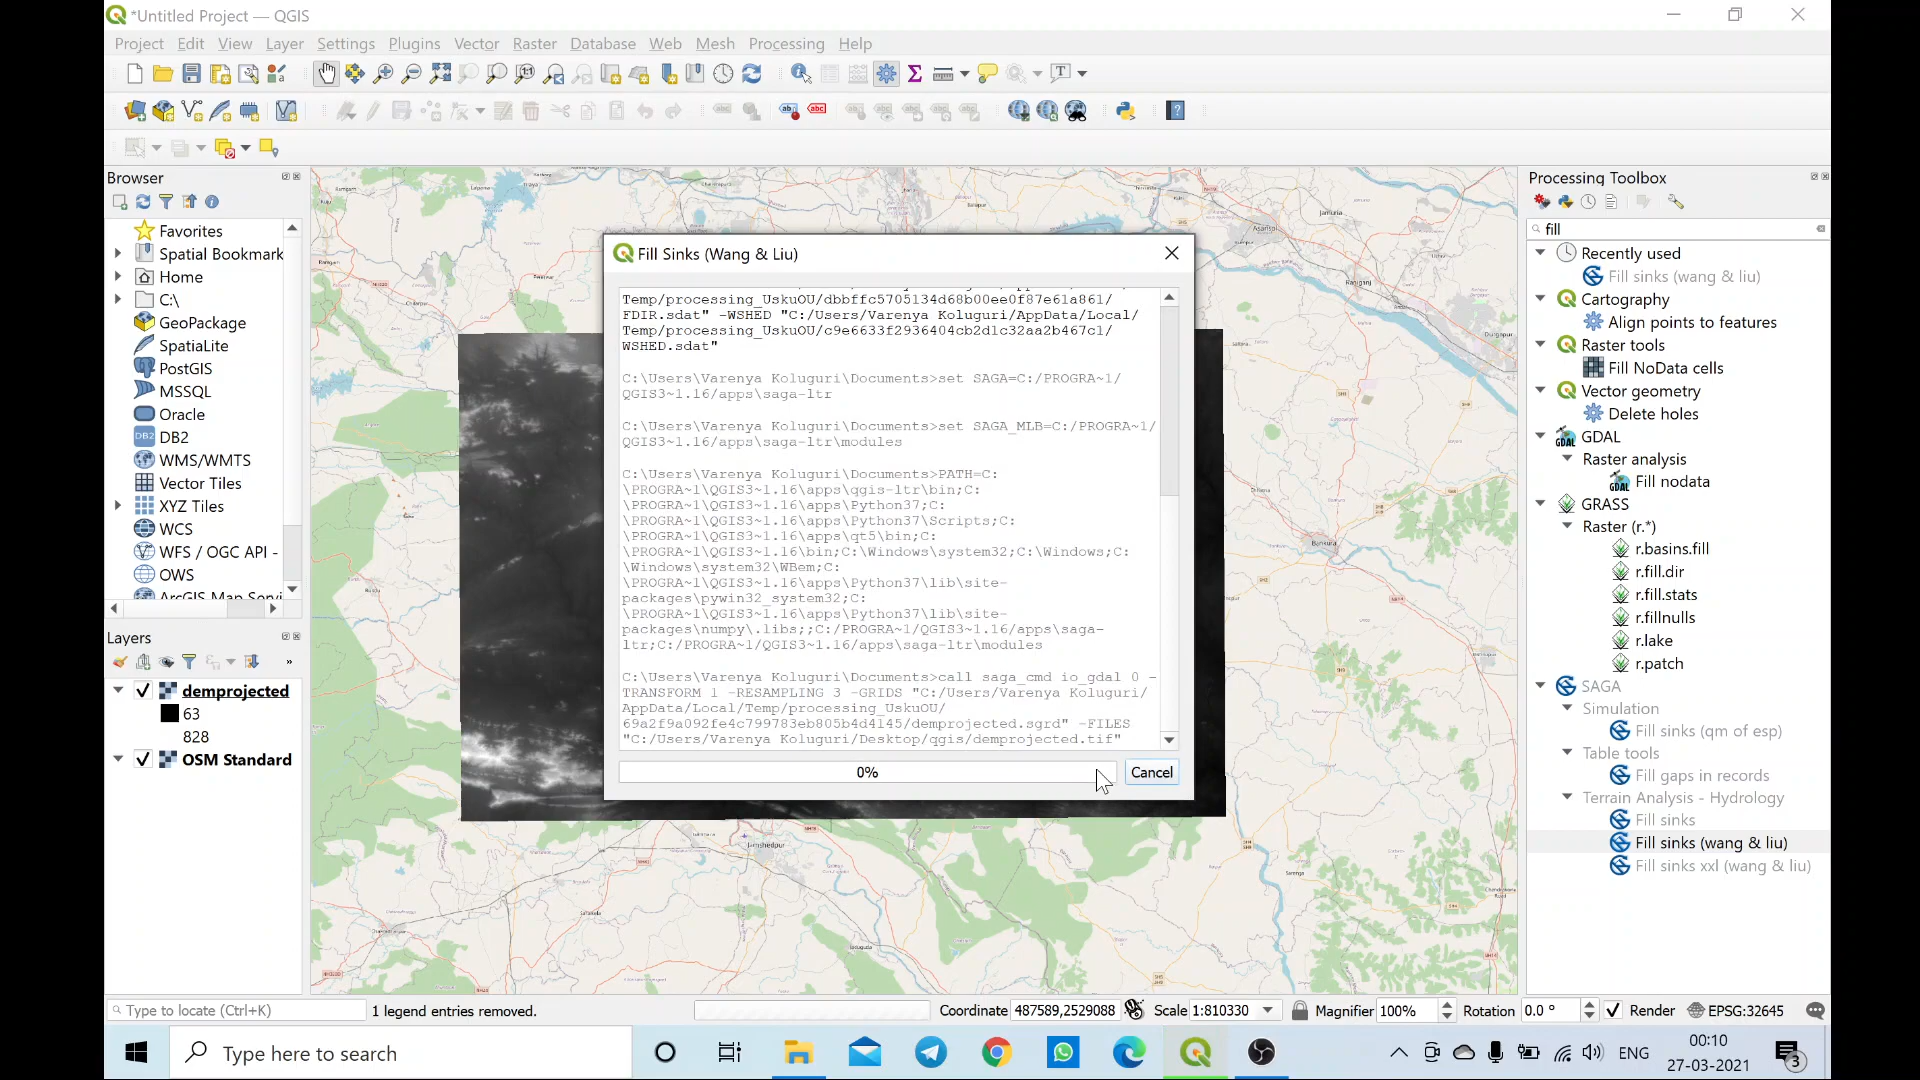 *Untitled Project — QGIS
Project Edit View Layer Settings Plugins Vector Raster Database Web Mesh Processing Help
Browser
Favorites
Spatial Bookmark
Home
C:\
GeoPackage
SpatiaLite
PostGIS
MSSQL
Oracle
DB2
WMS/WMTS
Vector Tiles
XYZ Tiles
WCS
WFS / OGC API -
OWS
ArcGIS Map Servi
Layers
demprojected
63
828
OSM Standard
Fill Sinks (Wang & Liu)
Temp/processing_UskuOU/dbbffc5705134d68b00ee0f87e61a861/
FDIR.sdat" -WSHED "C:/Users/Varenya Koluguri/AppData/Local/
Temp/processing_UskuOU/c9e6633f2936404cb2d1c32aa2b467c1/
WSHED.sdat"
C:\Users\Varenya Koluguri\Documents>set SAGA=C:/PROGRA~1/
QGIS3~1.16/apps\saga-ltr
C:\Users\Varenya Koluguri\Documents>set SAGA_MLB=C:/PROGRA~1/
QGIS3~1.16/apps\saga-ltr\modules
C:\Users\Varenya Koluguri\Documents>PATH=C:
\PROGRA~1\QGIS3~1.16\apps\qgis-ltr\bin;C:
\PROGRA~1\QGIS3~1.16\apps\Python37;C:
\PROGRA~1\QGIS3~1.16\apps\Python37\Scripts;C:
\PROGRA~1\QGIS3~1.16\apps\qt5\bin;C:
\PROGRA~1\QGIS3~1.16\bin;C:\Windows\system32;C:\Windows;C:
\Windows\system32\WBem;C:
\PROGRA~1\QGIS3~1.16\apps\Python37\lib\site-
packages\pywin32_system32;C:
\PROGRA~1\QGIS3~1.16\apps\Python37\lib\site-
packages\numpy\.libs;;C:/PROGRA~1/QGIS3~1.16/apps\saga-
ltr;C:/PROGRA~1/QGIS3~1.16/apps\saga-ltr\modules
C:\Users\Varenya Koluguri\Documents>call saga_cmd io_gdal 0 -
TRANSFORM 1 -RESAMPLING 3 -GRIDS "C:/Users/Varenya Koluguri/
AppData/Local/Temp/processing_UskuOU/
69a2f9a092fe4c799783eb805b4d4145/demprojected.sgrd" -FILES
"C:/Users/Varenya Koluguri/Desktop/qgis/demprojected.tif"
0%
Cancel
Asansol
Jamuria
Raniganj
Durgapur
Bankura
Jamshedpur
Processing Toolbox
fill
Recently used
Fill sinks (wang & liu)
Cartography
Align points to features
Raster tools
Fill NoData cells
Vector geometry
Delete holes
GDAL
Raster analysis
Fill nodata
GRASS
Raster (r.*)
r.basins.fill
r.fill.dir
r.fill.stats
r.fillnulls
r.lake
r.patch
SAGA
Simulation
Fill sinks (qm of esp)
Table tools
Fill gaps in records
Terrain Analysis - Hydrology
Fill sinks
Fill sinks (wang & liu)
Fill sinks xxl (wang & liu)
Type to locate (Ctrl+K)
1 legend entries removed.
Coordinate 487589,2529088
Scale 1:810330
Magnifier 100%
Rotation 0.0 °
Render
EPSG:32645
Type here to search
ENG
00:10
27-03-2021
3